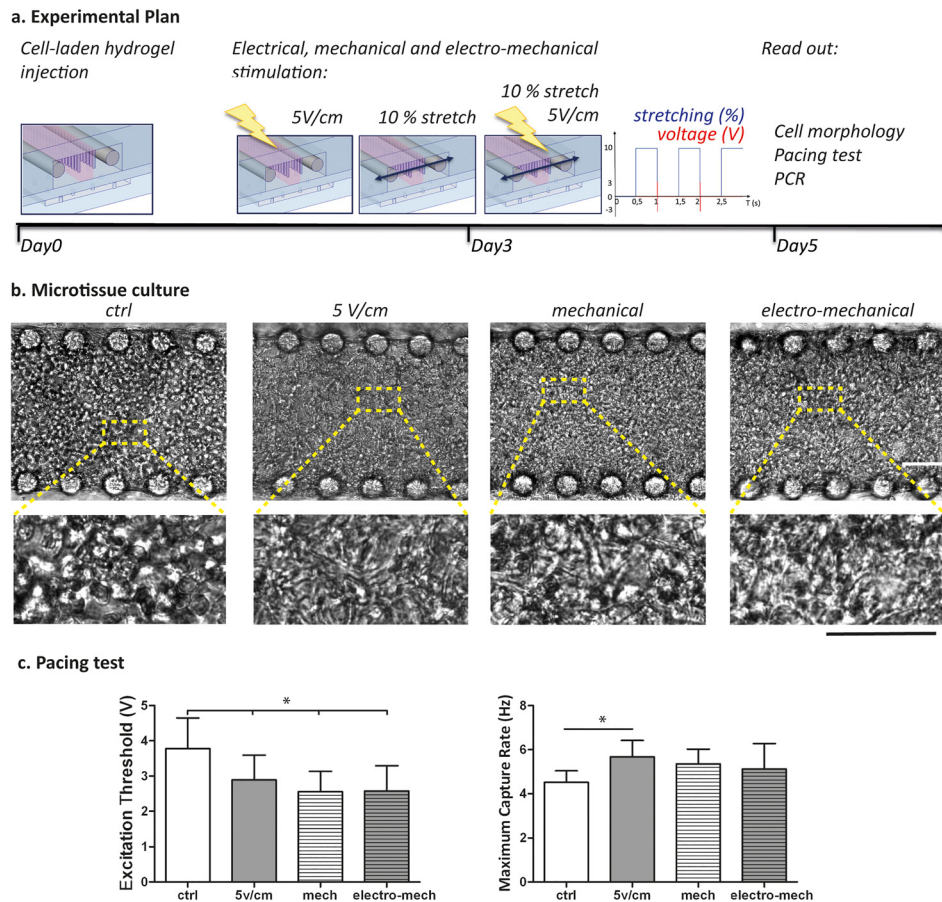 a. Experimental Plan
Cell-laden hydrogel
injection
Electrical, mechanical and electro-mechanical
stimulation:
Read out:
5V/cm
10 % stretch
10 % stretch
5V/cm
stretching (%)
voltage (V)
10
3
0
-3
0
0,5
1
1,5
2
2,5
T (s)
Cell morphology
Pacing test
PCR
Day0
Day3
Day5
b. Microtissue culture
ctrl
5 V/cm
mechanical
electro-mechanical
c. Pacing test
Excitation Threshold (V)
5
4
3
2
1
0
*
ctrl
5v/cm
mech
electro-mech
Maximum Capture Rate (Hz)
8
6
4
2
0
*
ctrl
5v/cm
mech
electro-mech